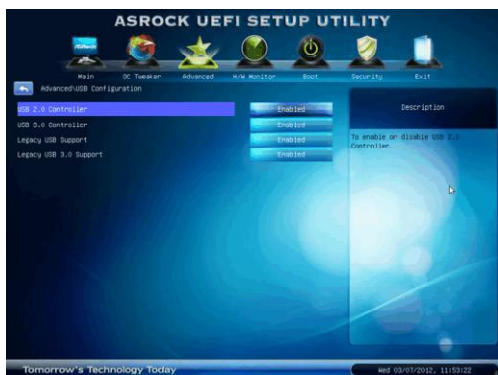 ASROCK UEFI SETUP UTILITY
Main OC Tweaker Advanced H/W Monitor Boot Security Exit
Advanced\USB Configuration
USB 2.0 Controller Enabled
USB 3.0 Controller Enabled
Legacy USB Support Enabled
Legacy USB 3.0 Support Enabled
Description
To enable or disable USB 2.0
Controller.
Tomorrow's Technology Today
Wed 03/07/2012, 11:53:22